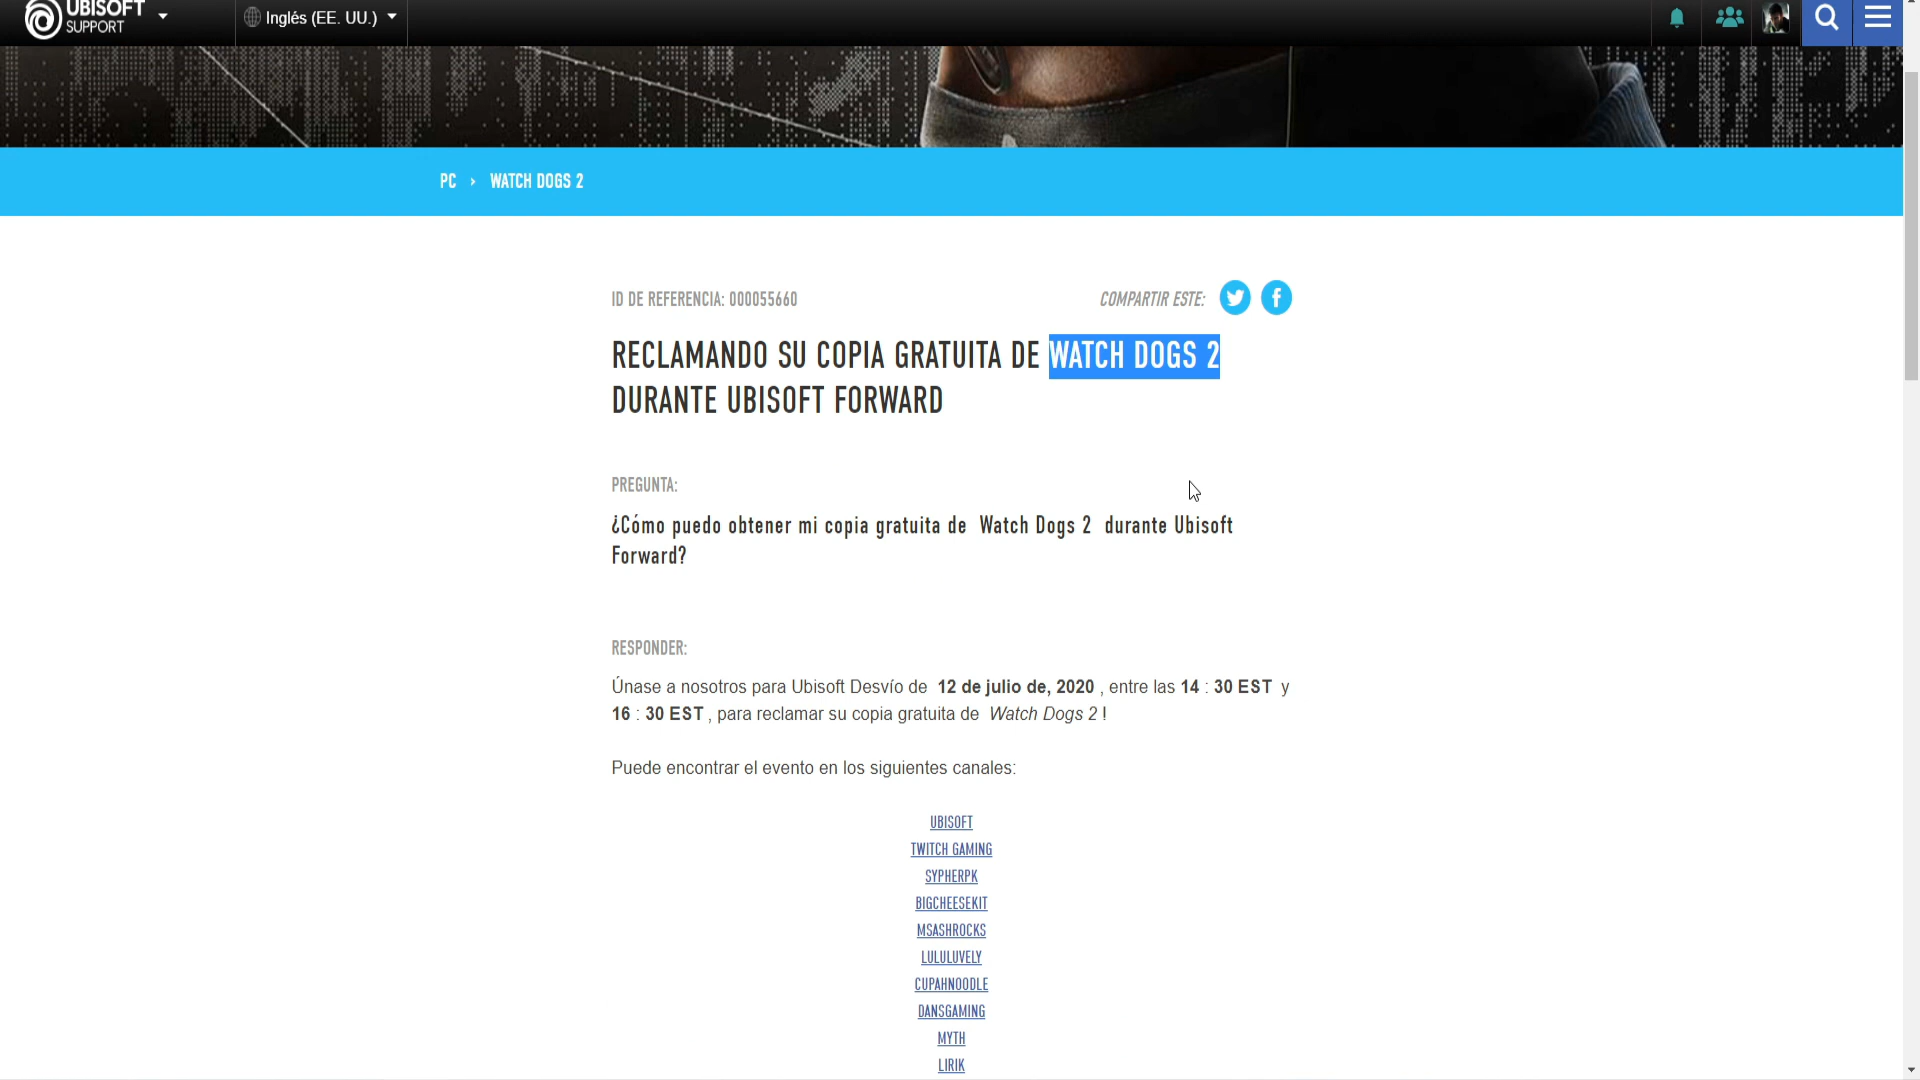 UBISOFT
SUPPORT
Inglés (EE. UU.)
PC › WATCH DOGS 2
ID DE REFERENCIA: 000055660
COMPARTIR ESTE:
RECLAMANDO SU COPIA GRATUITA DE WATCH DOGS 2
DURANTE UBISOFT FORWARD
PREGUNTA:
¿Cómo puedo obtener mi copia gratuita de Watch Dogs 2 durante Ubisoft
Forward?
RESPONDER:
Únase a nosotros para Ubisoft Desvío de 12 de julio de, 2020 , entre las 14 : 30 EST y
16 : 30 EST , para reclamar su copia gratuita de Watch Dogs 2 !
Puede encontrar el evento en los siguientes canales:
UBISOFT
TWITCH GAMING
SYPHERPK
BIGCHEESEKIT
MSASHROCKS
LULULUVELY
CUPAHNOODLE
DANSGAMING
MYTH
LIRIK